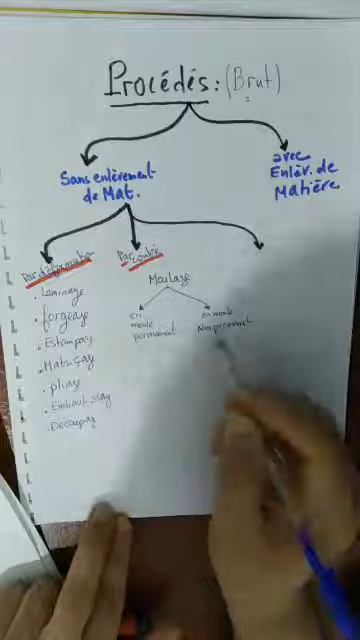 Procédés : (Brut)
Sans enlèvement
de Mat.
avec
Enlèv. de
Matière
Par déformation
Par coulée
. Laminage
. forgeage
. Estampage
. Matriçage
. pliage
. Emboutissage
. Découpage
Moulage
en
moule
permanent
en moule
Non permanent